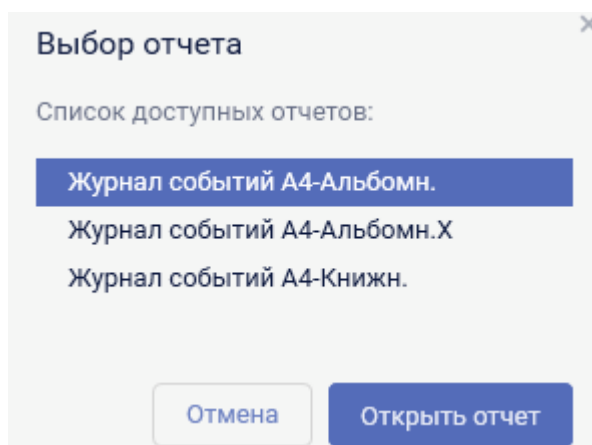 Выбор отчета
Список доступных отчетов:
Журнал событий А4-Альбомн.
Журнал событий А4-Альбомн.Х
Журнал событий А4-Книжн.
Отмена
Открыть отчет